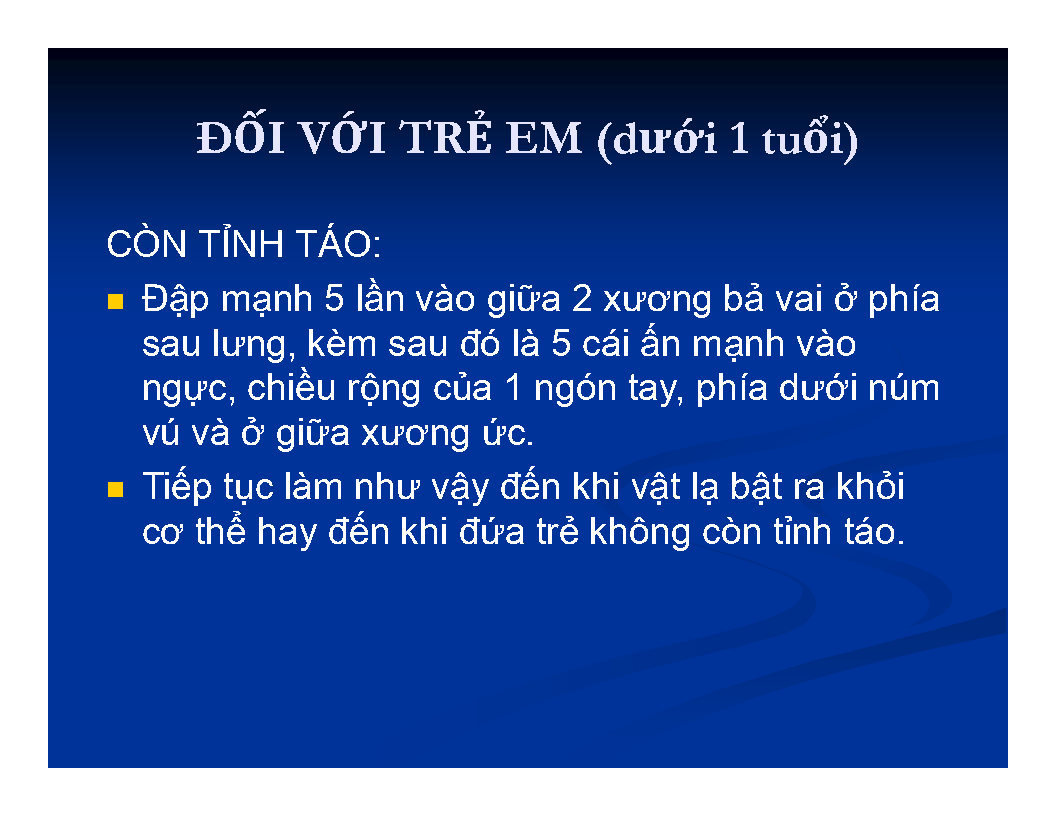 ĐỐI VỚI TRẺ EM (dưới 1 tuổi)
CÒN TỈNH TÁO:
Đập mạnh 5 lần vào giữa 2 xương bả vai ở phía
sau lưng, kèm sau đó là 5 cái ấn mạnh vào
ngực, chiều rộng của 1 ngón tay, phía dưới núm
vú và ở giữa xương ức.
Tiếp tục làm như vậy đến khi vật lạ bật ra khỏi
cơ thể hay đến khi đứa trẻ không còn tỉnh táo.